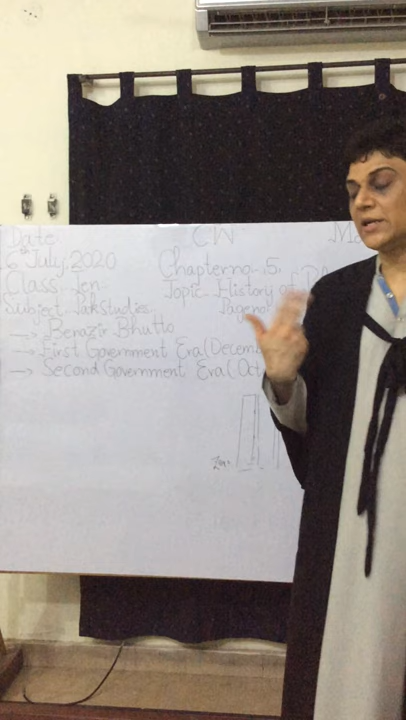 Date CW
6th July, 2020 Chapter no. 5.
Class Ten Topic History of
Subject Pakstudies Pageno
→ Benazir Bhutto
→ First Government Era (Decem
→ Second Government Era (Oct